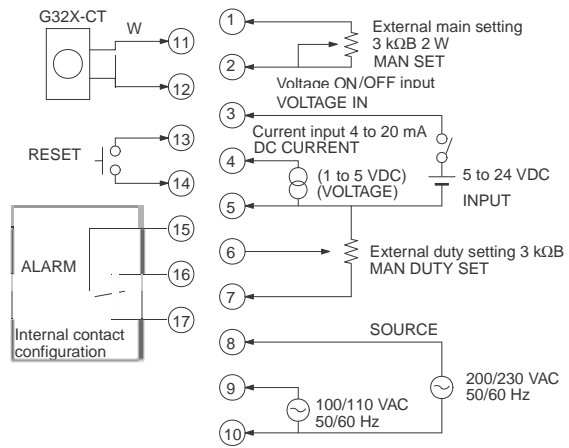 G32X-CT
W
11
12
13
RESET
14
15
ALARM
16
17
Internal contact
configuration
1
External main setting
3 kΩB 2 W
MAN SET
2
Voltage ON/OFF input
VOLTAGE IN
3
Current input 4 to 20 mA
DC CURRENT
4
(1 to 5 VDC)
(VOLTAGE)
5 to 24 VDC
INPUT
5
6
External duty setting 3 kΩB
MAN DUTY SET
7
SOURCE
8
200/230 VAC
50/60 Hz
9
100/110 VAC
50/60 Hz
10